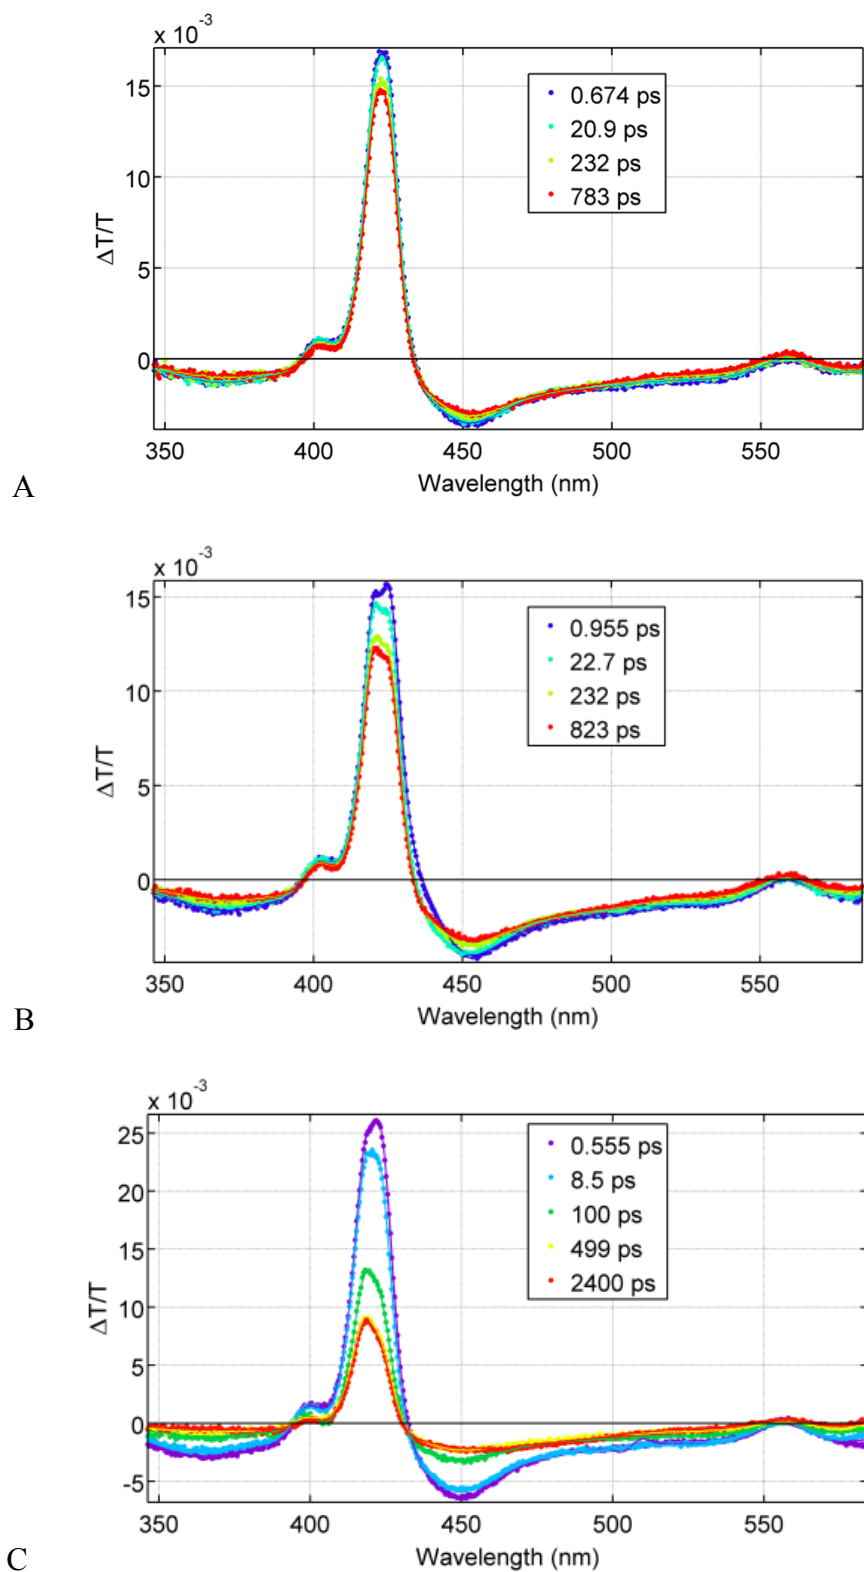 x 10⁻³
15
10
5
0
ΔT/T
0.674 ps
20.9 ps
232 ps
783 ps
350 400 450 500 550
Wavelength (nm)
A
x 10⁻³
15
10
5
0
ΔT/T
0.955 ps
22.7 ps
232 ps
823 ps
350 400 450 500 550
Wavelength (nm)
B
x 10⁻³
25
20
15
10
5
0
-5
ΔT/T
0.555 ps
8.5 ps
100 ps
499 ps
2400 ps
350 400 450 500 550
Wavelength (nm)
C